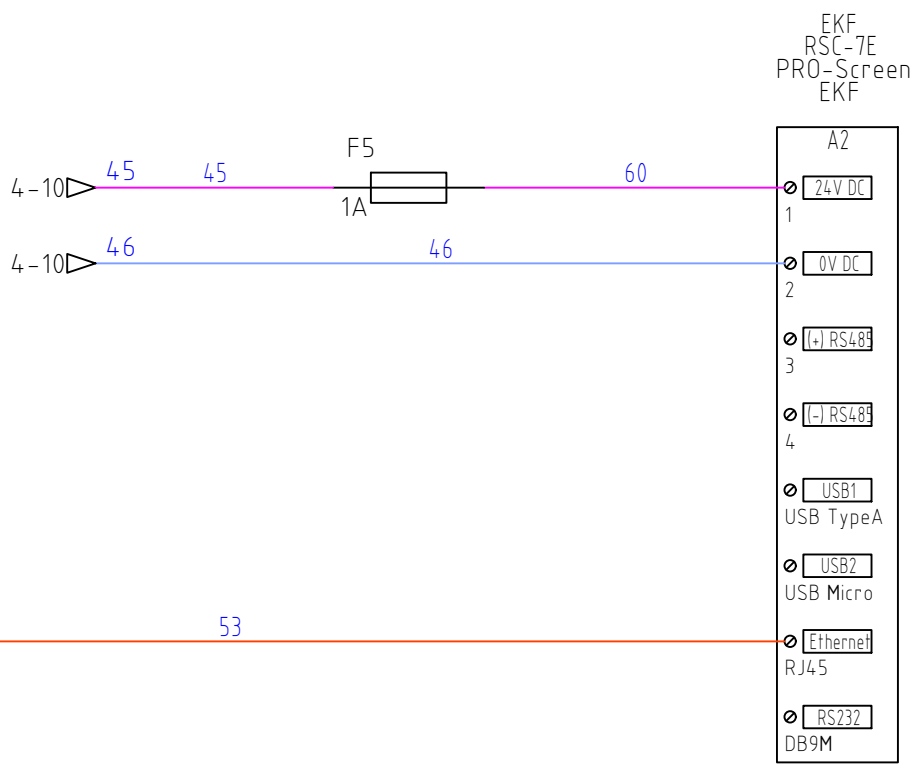 EKF
RSC-7E
PRO-Screen
EKF
A2
F5
4-10 45 45 60 24V DC
1A
1
4-10 46 46 0V DC
2
(+) RS485
3
(-) RS485
4
USB1
USB TypeA
USB2
USB Micro
53
Ethernet
RJ45
RS232
DB9M